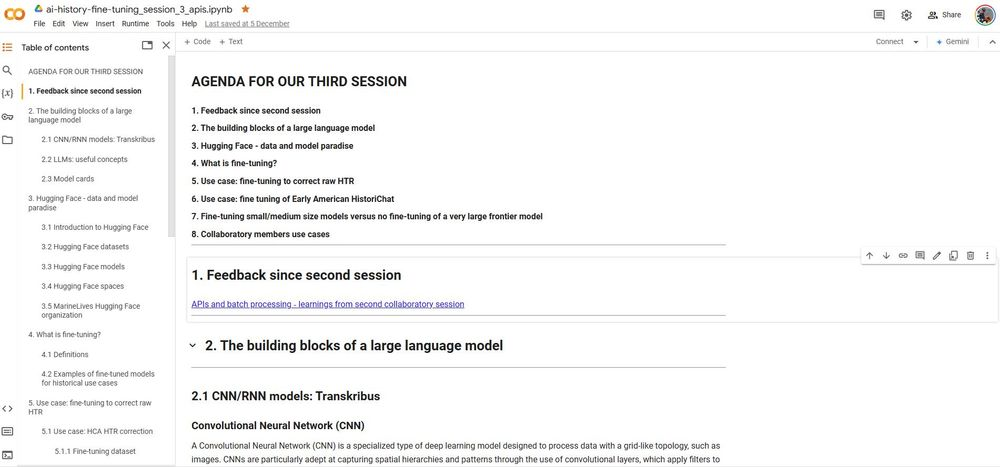 ai-history-fine-tuning_session_3_apis.ipynb
File Edit View Insert Runtime Tools Help Last saved at 5 December
Share
Table of contents
+ Code + Text
Connect
Gemini
AGENDA FOR OUR THIRD SESSION
1. Feedback since second session
2. The building blocks of a large
language model
2.1 CNN/RNN models: Transkribus
2.2 LLMs: useful concepts
2.3 Model cards
3. Hugging Face - data and model
paradise
3.1 Introduction to Hugging Face
3.2 Hugging Face datasets
3.3 Hugging Face models
3.4 Hugging Face spaces
3.5 MarineLives Hugging Face
organization
4. What is fine-tuning?
4.1 Definitions
4.2 Examples of fine-tuned models
for historical use cases
5. Use case: fine-tuning to correct raw
HTR
5.1 Use case: HCA HTR correction
5.1.1 Fine-tuning dataset
AGENDA FOR OUR THIRD SESSION
1. Feedback since second session
2. The building blocks of a large language model
3. Hugging Face - data and model paradise
4. What is fine-tuning?
5. Use case: fine-tuning to correct raw HTR
6. Use case: fine tuning of Early American HistoriChat
7. Fine-tuning small/medium size models versus no fine-tuning of a very large frontier model
8. Collaboratory members use cases
1. Feedback since second session
APIs and batch processing - learnings from second collaboratory session
2. The building blocks of a large language model
2.1 CNN/RNN models: Transkribus
Convolutional Neural Network (CNN)
A Convolutional Neural Network (CNN) is a specialized type of deep learning model designed to process data with a grid-like topology, such as
images. CNNs are particularly adept at capturing spatial hierarchies and patterns through the use of convolutional layers, which apply filters to